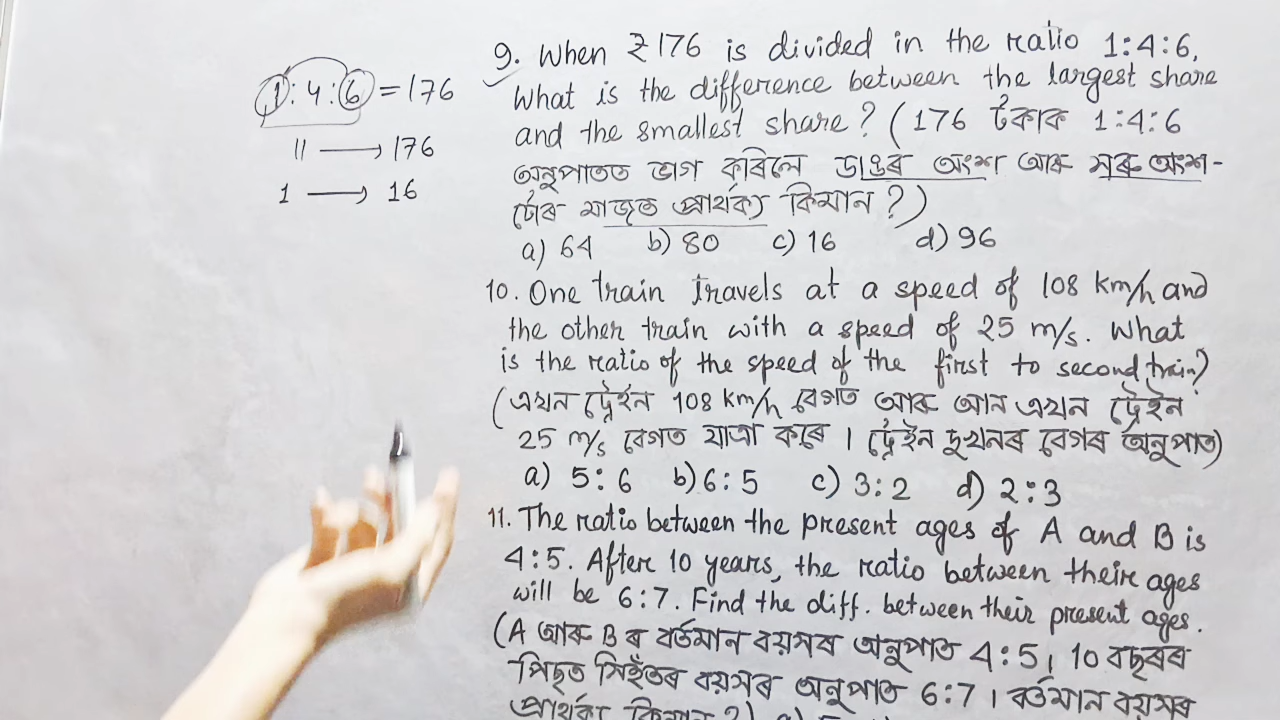 1:4:6=176
11 → 176
1 → 16
9. When ₹176 is divided in the ratio 1:4:6,
What is the difference between the largest share
and the smallest share? (176 টকাক 1:4:6
অনুপাতত ভাগ কৰিলে ডাঙৰ অংশ আৰু সৰু অংশ-
টোৰ মাজত প্ৰাৰ্থক্য কিমান?)
a) 64 b) 80 c) 16 d) 96
10. One train travels at a speed of 108 km/h and
the other train with a speed of 25 m/s. What
is the ratio of the speed of the first to second train?
(এখন ট্ৰেইন 108 km/h বেগত আৰু আন এখন ট্ৰেইন
25 m/s বেগত যাত্ৰা কৰে। ট্ৰেইন দুখনৰ বেগৰ অনুপাত)
a) 5:6 b) 6:5 c) 3:2 d) 2:3
11. The ratio between the present ages of A and B is
4:5. After 10 years, the ratio between their ages
will be 6:7. Find the diff. between their present ages.
(A আৰু B ৰ বৰ্তমান বয়সৰ অনুপাত 4:5। 10 বছৰৰ
পিছত সিহঁতৰ বয়সৰ অনুপাত 6:7। বৰ্তমান বয়সৰ
প্ৰাৰ্থক্য কিমান?) a)